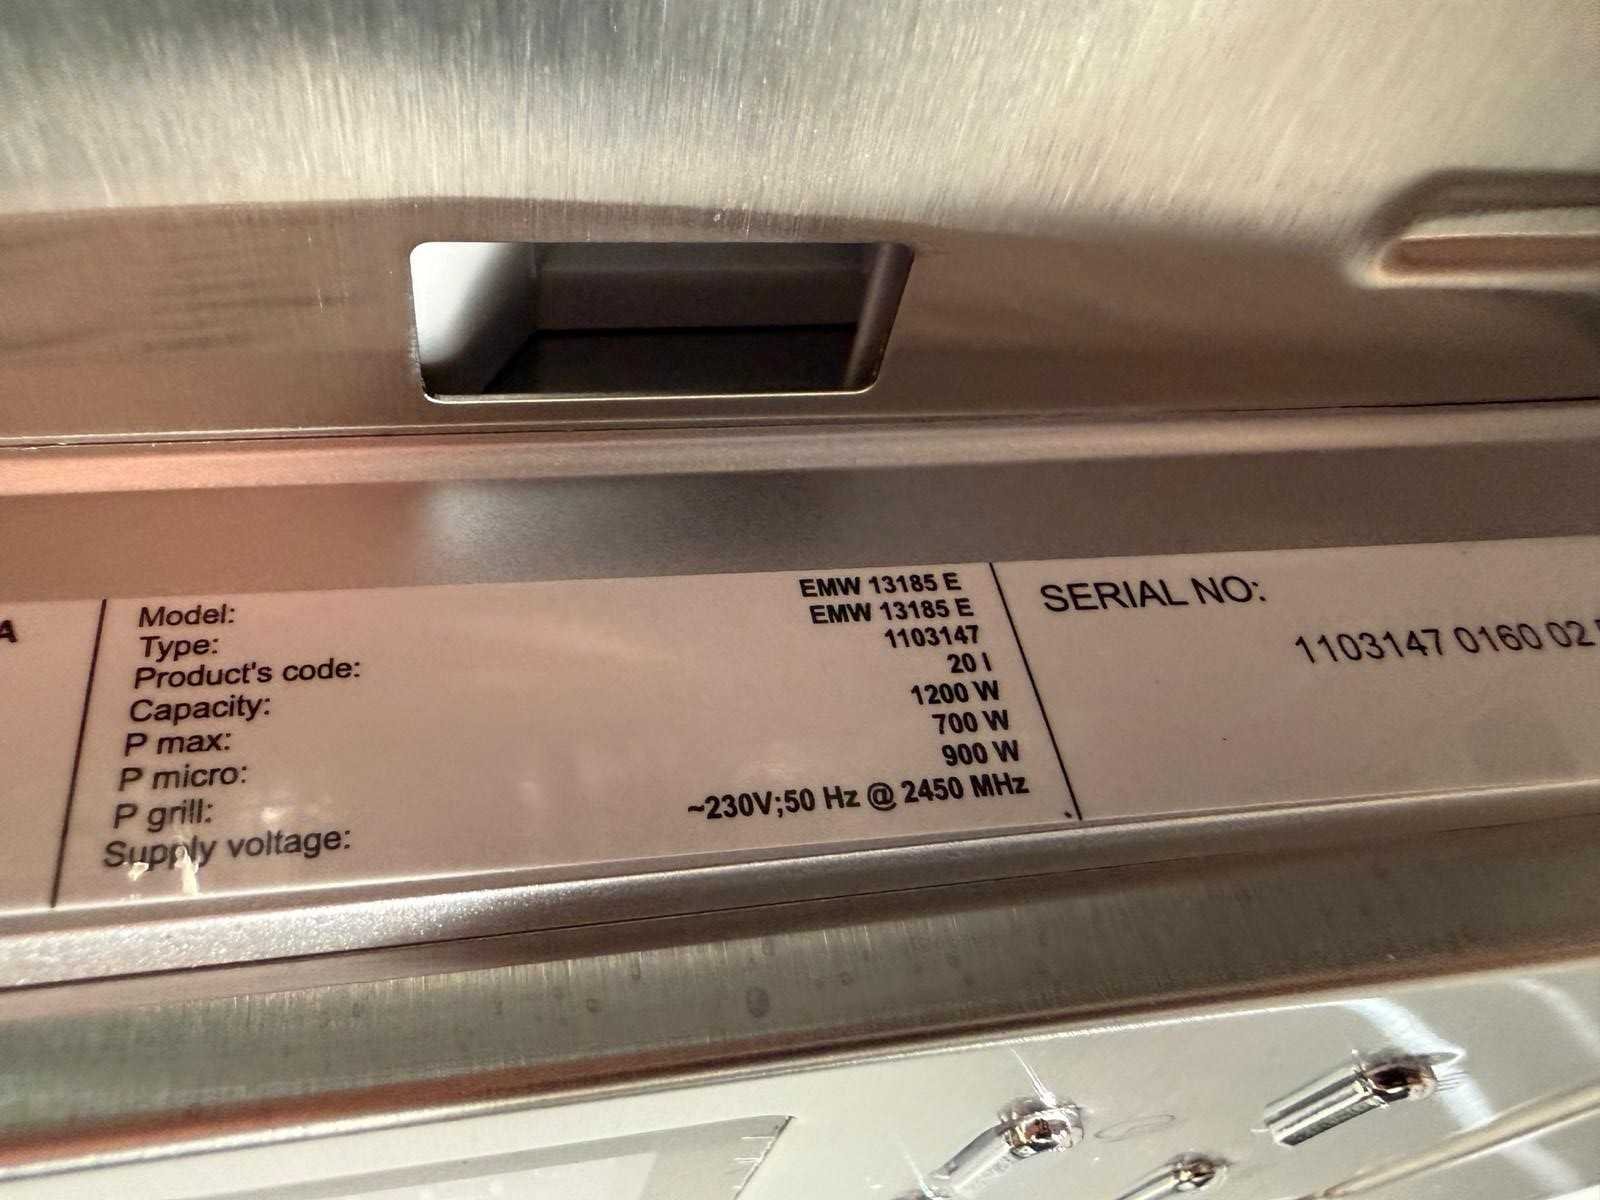 A
Model: EMW 13185 E
Type: EMW 13185 E
Product's code: 1103147
Capacity: 20 l
P max: 1200 W
P micro: 700 W
P grill: 900 W
Supply voltage: ~230V;50 Hz @ 2450 MHz
SERIAL NO:
1103147 0160 02